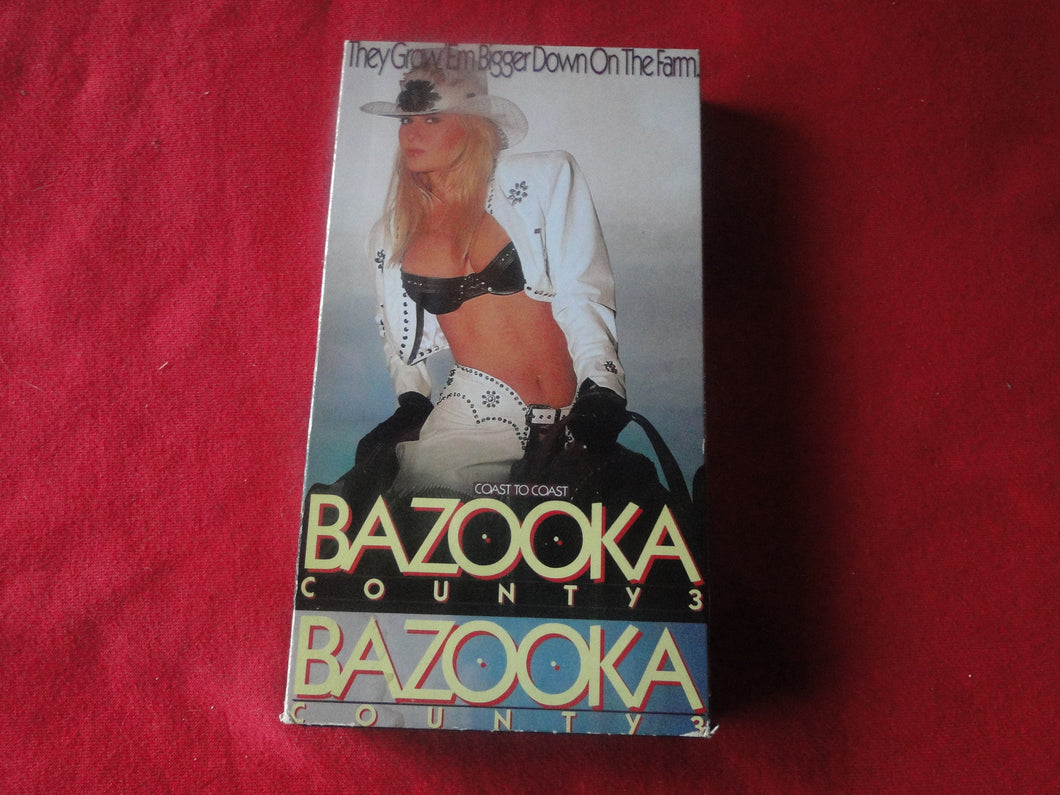 They Grow 'Em Bigger Down On The Farm.
COAST TO COAST
BAZOOKA
COUNTY 3
BAZOOKA
COUNTY 3